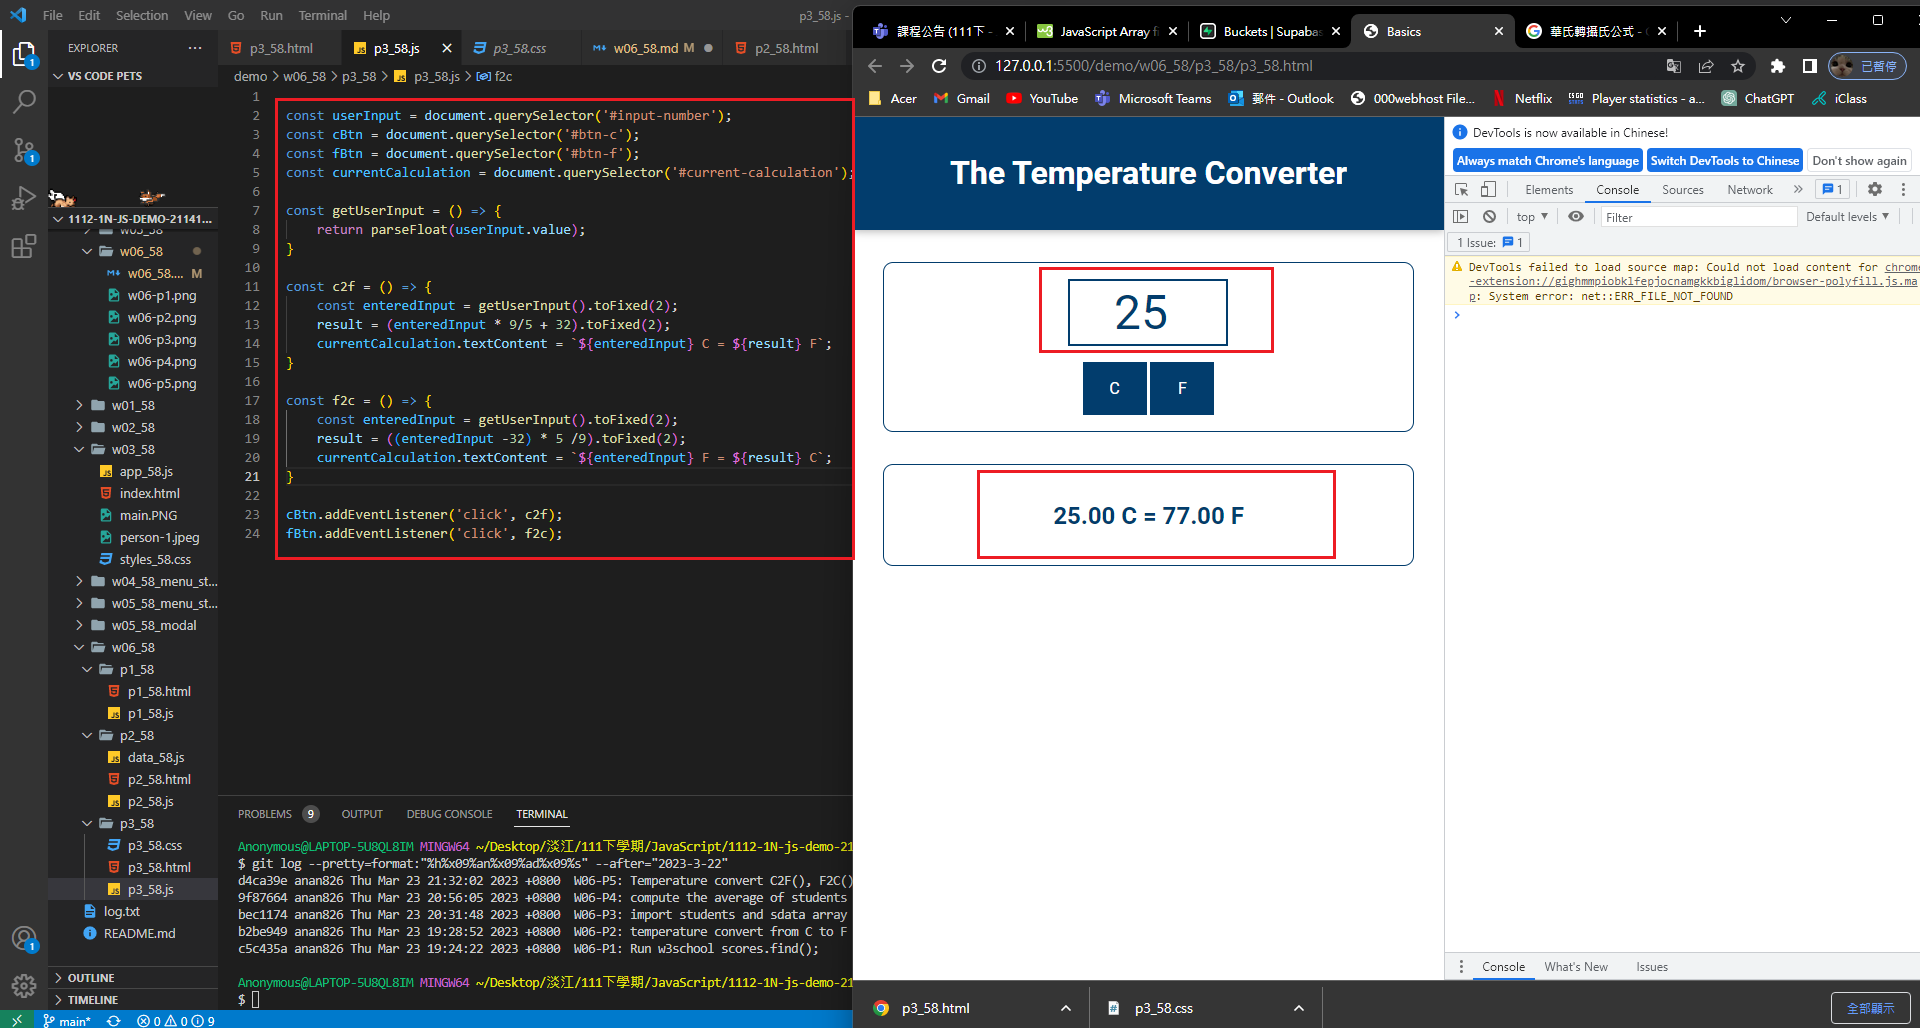 File Edit Selection View Go Run Terminal Help p3_58.js -
EXPLORER ...
VS CODE PETS
1112-1N-JS-DEMO-21141...
w03_58
w06_58
w06_58.... M
w06-p1.png
w06-p2.png
w06-p3.png
w06-p4.png
w06-p5.png
w01_58
w02_58
w03_58
app_58.js
index.html
main.PNG
person-1.jpeg
styles_58.css
w04_58_menu_st...
w05_58_menu_st...
w05_58_modal
w06_58
p1_58
p1_58.html
p1_58.js
p2_58
data_58.js
p2_58.html
p2_58.js
p3_58
p3_58.css
p3_58.html
p3_58.js
log.txt
README.md
OUTLINE
TIMELINE
main* 0 0 9
p3_58.html p3_58.js p3_58.css w06_58.md M p2_58.html
demo > w06_58 > p3_58 > p3_58.js > f2c
1
2 const userInput = document.querySelector('#input-number');
3 const cBtn = document.querySelector('#btn-c');
4 const fBtn = document.querySelector('#btn-f');
5 const currentCalculation = document.querySelector('#current-calculation');
6
7 const getUserInput = () => {
8 return parseFloat(userInput.value);
9 }
10
11 const c2f = () => {
12 const enteredInput = getUserInput().toFixed(2);
13 result = (enteredInput * 9/5 + 32).toFixed(2);
14 currentCalculation.textContent = `${enteredInput} C = ${result} F`;
15 }
16
17 const f2c = () => {
18 const enteredInput = getUserInput().toFixed(2);
19 result = ((enteredInput -32) * 5 /9).toFixed(2);
20 currentCalculation.textContent = `${enteredInput} F = ${result} C`;
21 }
22
23 cBtn.addEventListener('click', c2f);
24 fBtn.addEventListener('click', f2c);
PROBLEMS 9 OUTPUT DEBUG CONSOLE TERMINAL
Anonymous@LAPTOP-5U8QL8IM MINGW64 ~/Desktop/淡江/111下學期/JavaScript/1112-1N-js-demo-21
$ git log --pretty=format:"%h%x09%an%x09%ad%x09%s" --after="2023-3-22"
d4ca39e anan826 Thu Mar 23 21:32:02 2023 +0800 W06-P5: Temperature convert C2F(), F2C()
9f87664 anan826 Thu Mar 23 20:56:05 2023 +0800 W06-P4: compute the average of students
bec1174 anan826 Thu Mar 23 20:31:48 2023 +0800 W06-P3: import students and sdata array
b2be949 anan826 Thu Mar 23 19:28:52 2023 +0800 W06-P2: temperature convert from C to F
c5c435a anan826 Thu Mar 23 19:24:22 2023 +0800 W06-P1: Run w3school scores.find();
Anonymous@LAPTOP-5U8QL8IM MINGW64 ~/Desktop/淡江/111下學期/JavaScript/1112-1N-js-demo-21
$
課程公告 (111下 - JavaScript Array fi Buckets | Supabas Basics 華氏轉攝氏公式 -
127.0.0.1:5500/demo/w06_58/p3_58/p3_58.html 已暫停
Acer Gmail YouTube Microsoft Teams 郵件 - Outlook 000webhost File... Netflix Player statistics - a... ChatGPT iClass
The Temperature Converter
25
C F
25.00 C = 77.00 F
DevTools is now available in Chinese!
Always match Chrome's language Switch DevTools to Chinese Don't show again
Elements Console Sources Network 1
top Filter Default levels
1 Issue: 1
DevTools failed to load source map: Could not load content for chrome
-extension://gighmmpiobklfepjocnamgkkbiglidom/browser-polyfill.js.ma
p: System error: net::ERR_FILE_NOT_FOUND
Console What's New Issues
p3_58.html p3_58.css 全部顯示